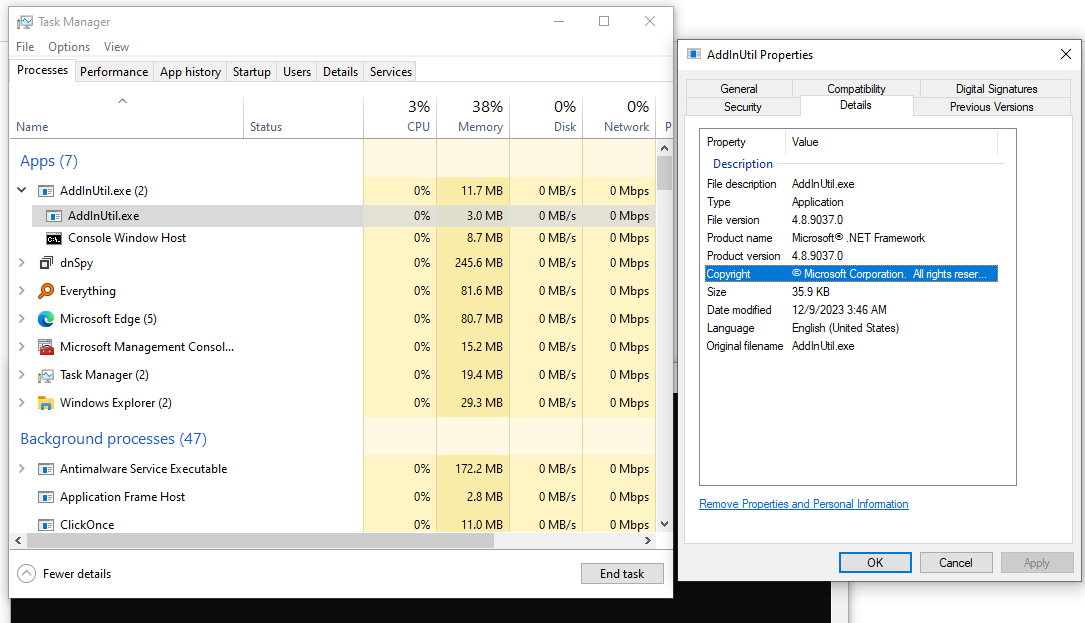 Task Manager
File Options View
Processes Performance App history Startup Users Details Services
3% 38% 0% 0%
Name Status CPU Memory Disk Network P
Apps (7)
AddInUtil.exe (2) 0% 11.7 MB 0 MB/s 0 Mbps
AddInUtil.exe 0% 3.0 MB 0 MB/s 0 Mbps
Console Window Host 0% 8.7 MB 0 MB/s 0 Mbps
dnSpy 0% 245.6 MB 0 MB/s 0 Mbps
Everything 0% 81.6 MB 0 MB/s 0 Mbps
Microsoft Edge (5) 0% 80.7 MB 0 MB/s 0 Mbps
Microsoft Management Consol... 0% 15.2 MB 0 MB/s 0 Mbps
Task Manager (2) 0% 19.4 MB 0 MB/s 0 Mbps
Windows Explorer (2) 0% 29.3 MB 0 MB/s 0 Mbps
Background processes (47)
Antimalware Service Executable 0% 172.2 MB 0 MB/s 0 Mbps
Application Frame Host 0% 2.8 MB 0 MB/s 0 Mbps
ClickOnce 0% 11.0 MB 0 MB/s 0 Mbps
Fewer details End task
AddInUtil Properties
General Compatibility Digital Signatures
Security Details Previous Versions
Property Value
Description
File description AddInUtil.exe
Type Application
File version 4.8.9037.0
Product name Microsoft® .NET Framework
Product version 4.8.9037.0
Copyright © Microsoft Corporation. All rights reser...
Size 35.9 KB
Date modified 12/9/2023 3:46 AM
Language English (United States)
Original filename AddInUtil.exe
Remove Properties and Personal Information
OK Cancel Apply